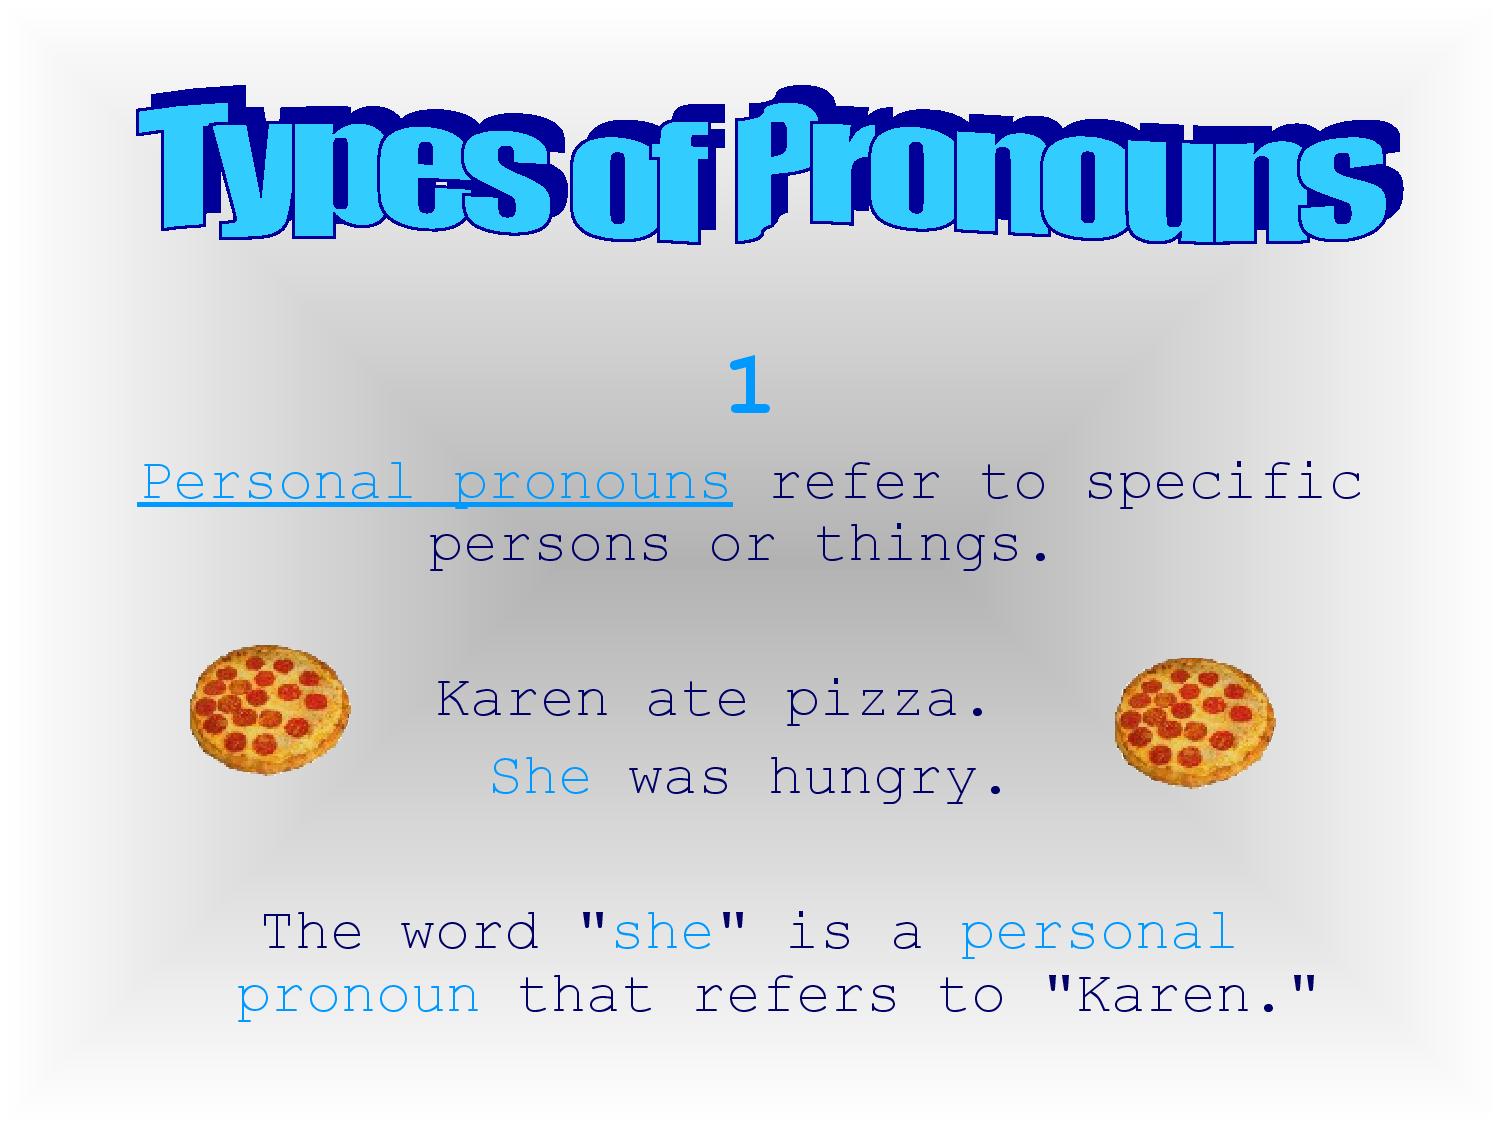 Types of Pronouns
1
Personal pronouns refer to specific
persons or things.
Karen ate pizza.
She was hungry.
The word "she" is a personal
pronoun that refers to "Karen."